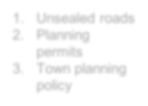 1. Unsealed roads
2. Planning
permits
3. Town planning
policy